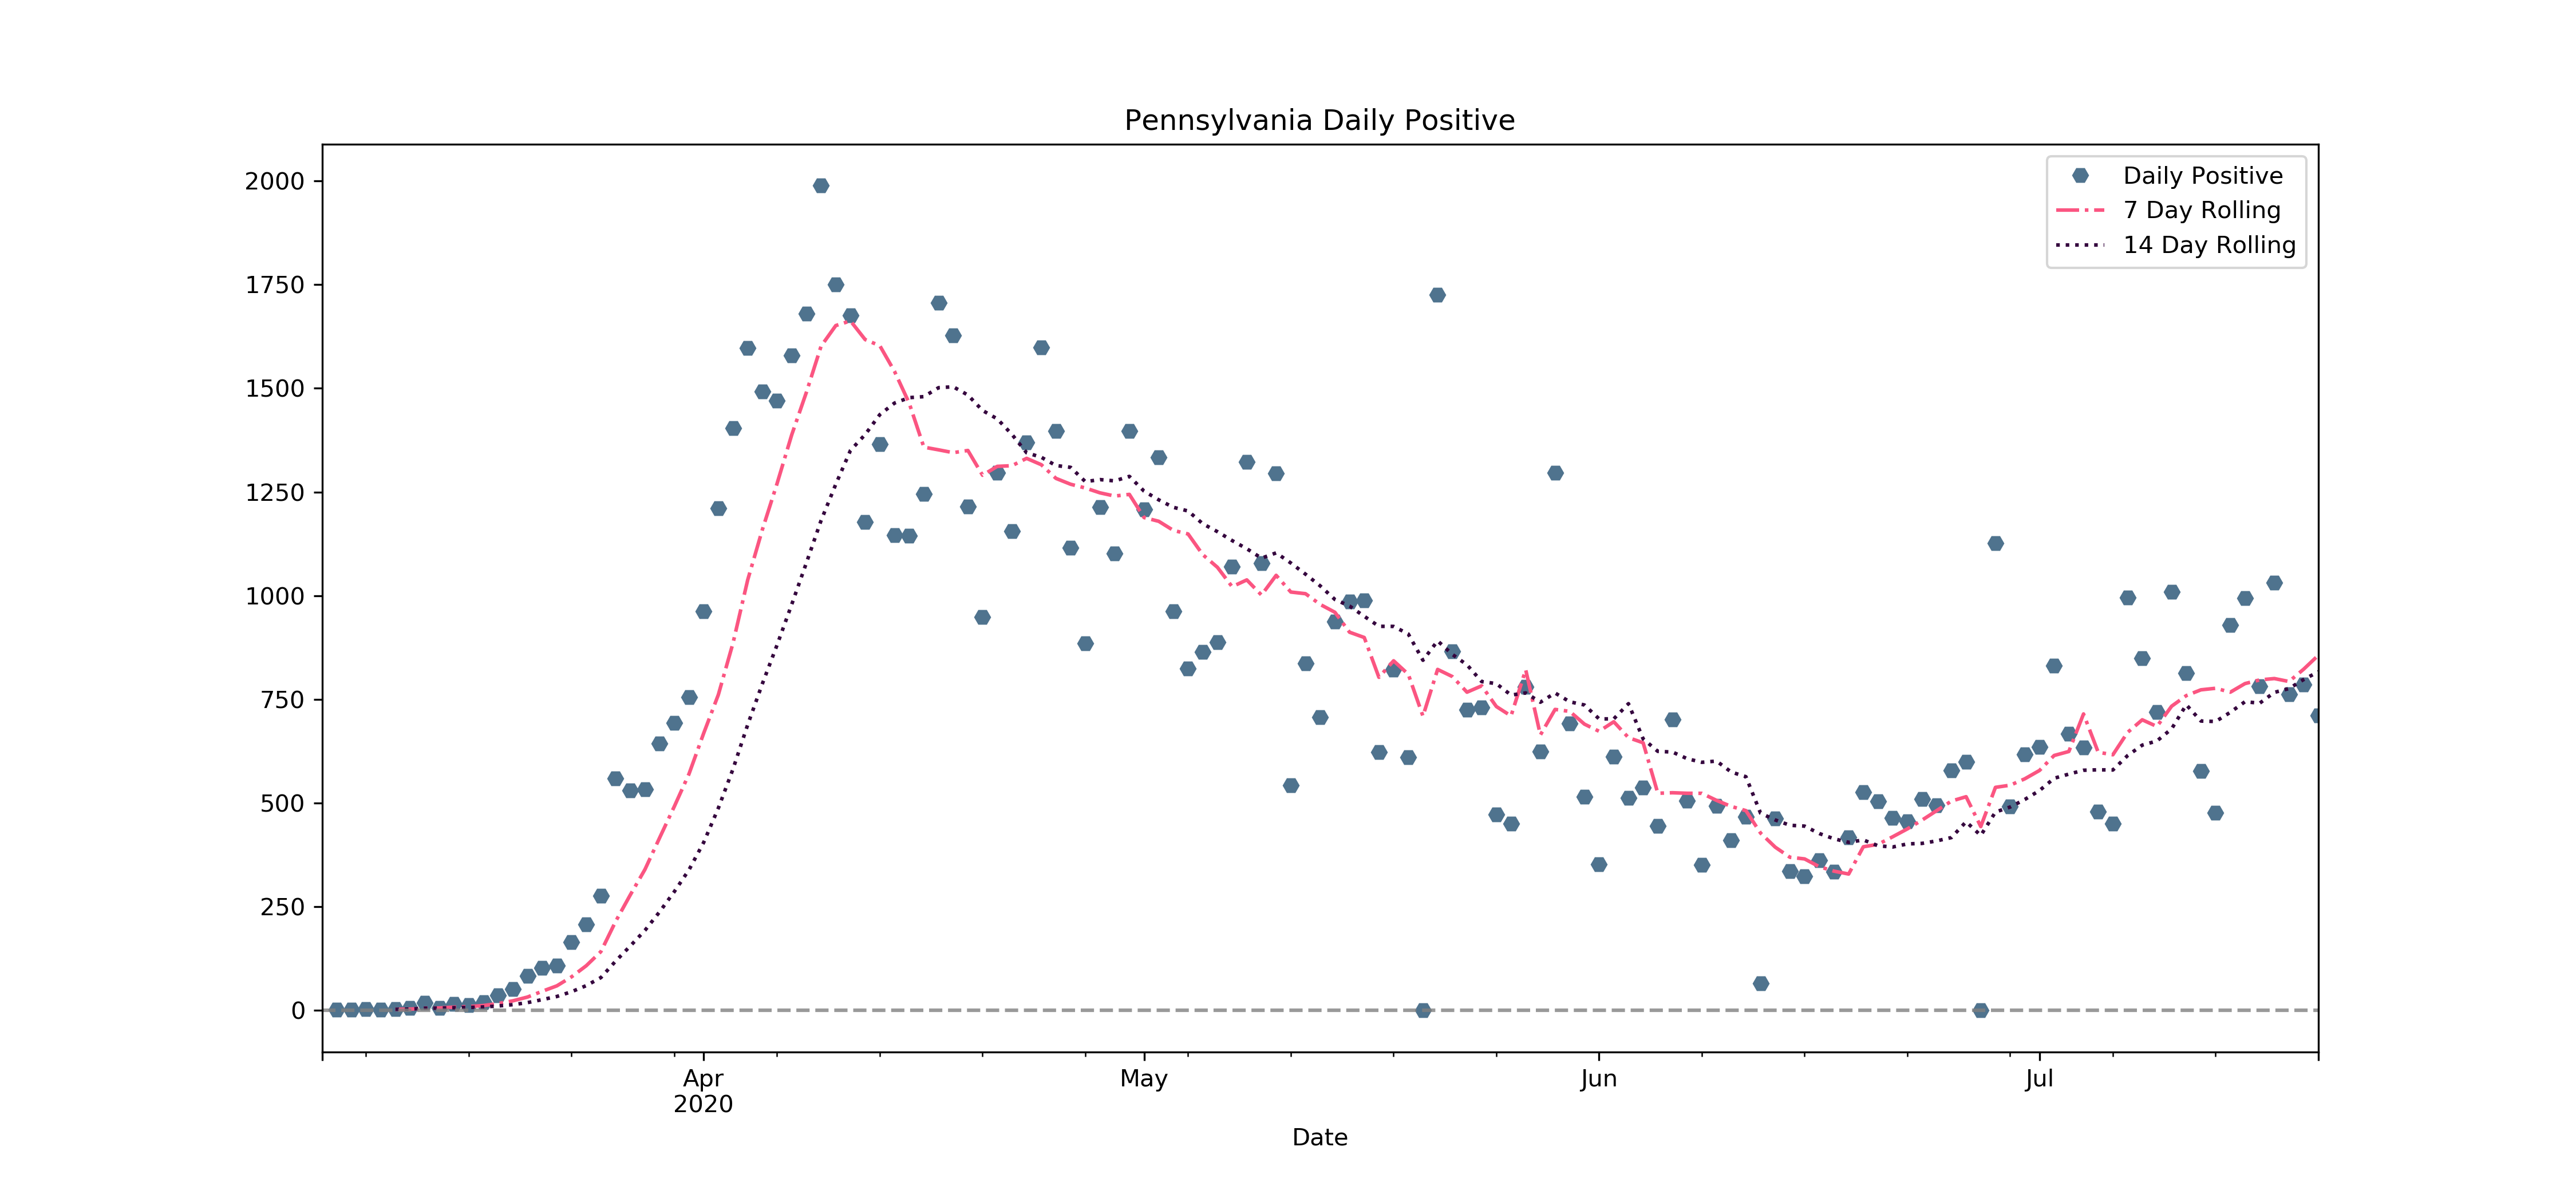 Pennsylvania Daily Positive
Daily Positive
7 Day Rolling
14 Day Rolling
2000
1750
1500
1250
1000
750
500
250
0
Apr
2020
May
Jun
Jul
Date